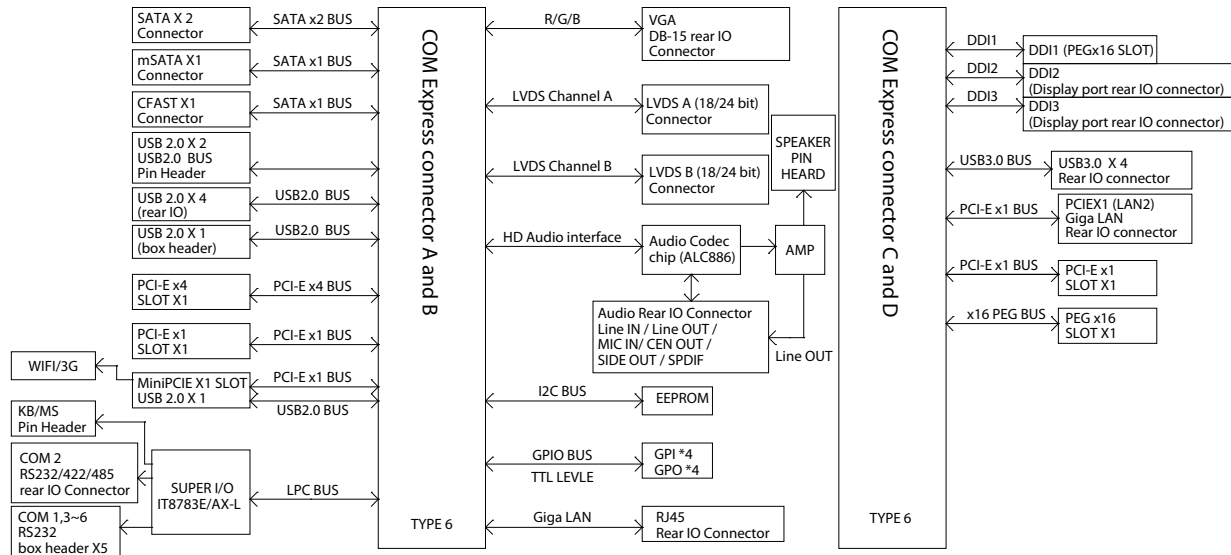 SATA X 2
Connector
SATA x2 BUS
mSATA X1
Connector
SATA x1 BUS
CFAST X1
Connector
SATA x1 BUS
USB 2.0 X 2
USB2.0 BUS
Pin Header
USB 2.0 X 4
(rear IO)
USB2.0 BUS
USB 2.0 X 1
(box header)
USB2.0 BUS
PCI-E x4
SLOT X1
PCI-E x4 BUS
PCI-E x1
SLOT X1
PCI-E x1 BUS
WIFI/3G
MiniPCIE X1 SLOT
USB 2.0 X 1
PCI-E x1 BUS
USB2.0 BUS
KB/MS
Pin Header
COM 2
RS232/422/485
rear IO Connector
COM 1,3~6
RS232
box header X5
SUPER I/O
IT8783E/AX-L
LPC BUS
COM Express connector A and B
TYPE 6
R/G/B
VGA
DB-15 rear IO
Connector
LVDS Channel A
LVDS A (18/24 bit)
Connector
LVDS Channel B
LVDS B (18/24 bit)
Connector
SPEAKER
PIN
HEARD
HD Audio interface
Audio Codec
chip (ALC886)
AMP
Audio Rear IO Connector
Line IN / Line OUT /
MIC IN/ CEN OUT /
SIDE OUT / SPDIF
Line OUT
I2C BUS
EEPROM
GPIO BUS
TTL LEVLE
GPI *4
GPO *4
Giga LAN
RJ45
Rear IO Connector
COM Express connector C and D
TYPE 6
DDI1
DDI1 (PEGx16 SLOT)
DDI2
DDI2
(Display port rear IO connector)
DDI3
DDI3
(Display port rear IO connector)
USB3.0 BUS
USB3.0 X 4
Rear IO connector
PCI-E x1 BUS
PCIEX1 (LAN2)
Giga LAN
Rear IO connector
PCI-E x1 BUS
PCI-E x1
SLOT X1
x16 PEG BUS
PEG x16
SLOT X1